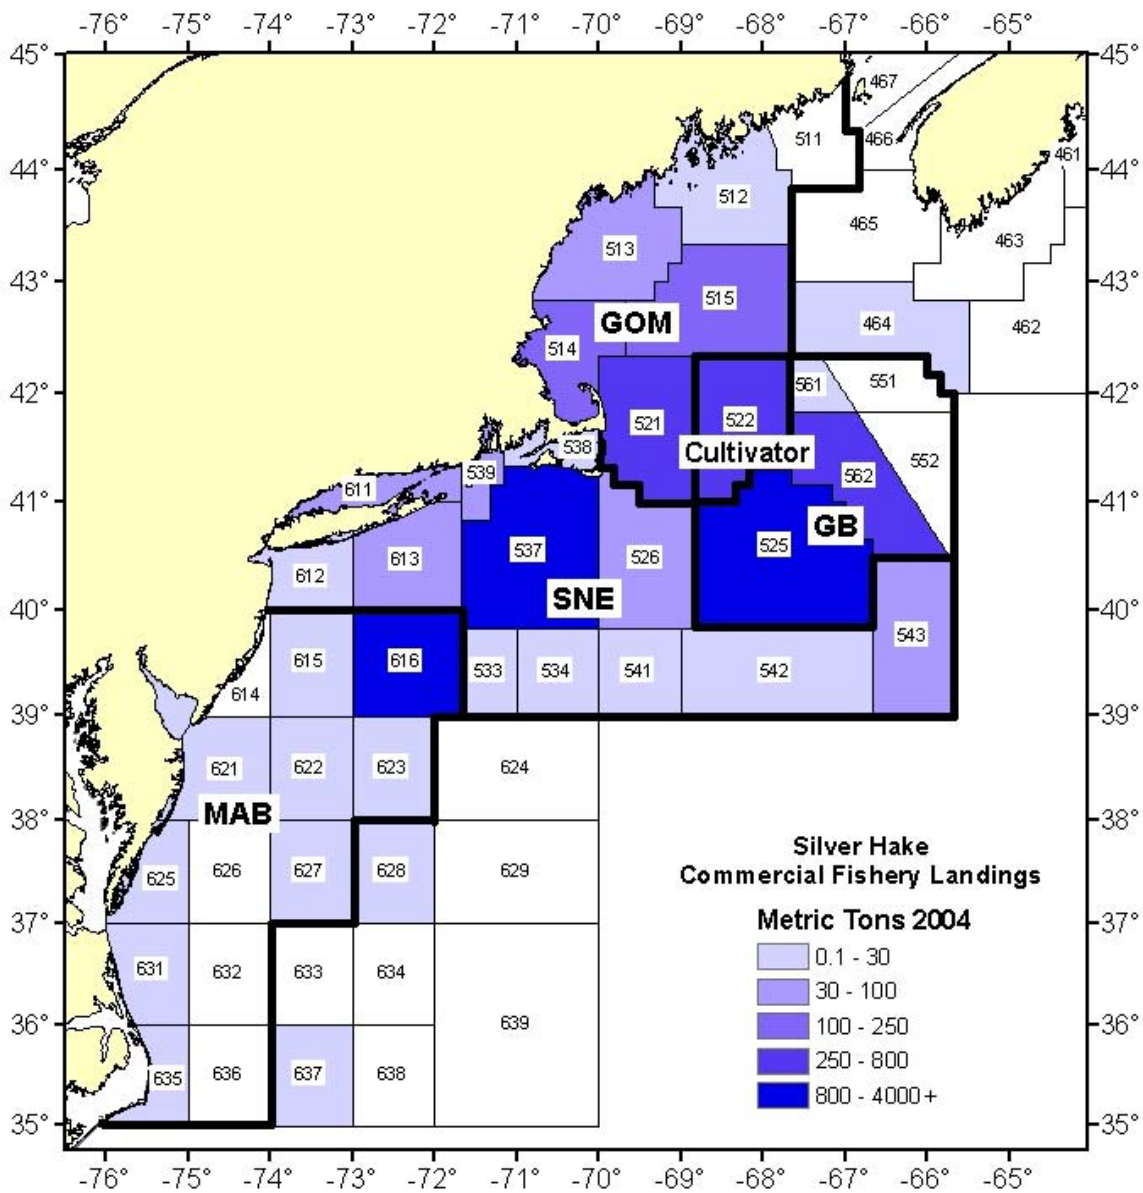 -76° -75° -74° -73° -72° -71° -70° -69° -68° -67° -66° -65°
45° 45°
467
511 466
461
44° 44°
512
465
513 463
43° 43°
515
GOM 464 462
514
561 551
42° 42°
521 522
538 Cultivator
539 552
562
611
41° 41°
GB
537 525
613 526
612
SNE
40° 40°
543
615 616 533 534 541 542
614
39° 39°
621 622 623 624
MAB
38° 38°
Silver Hake
Commercial Fishery Landings
625 626 627 628 629
37° 37°
Metric Tons 2004
0.1 - 30
30 - 100
100 - 250
250 - 800
800 - 4000+
631 632 633 634
36° 36°
639
635 636 637 638
35° 35°
-76° -75° -74° -73° -72° -71° -70° -69° -68° -67° -66° -65°